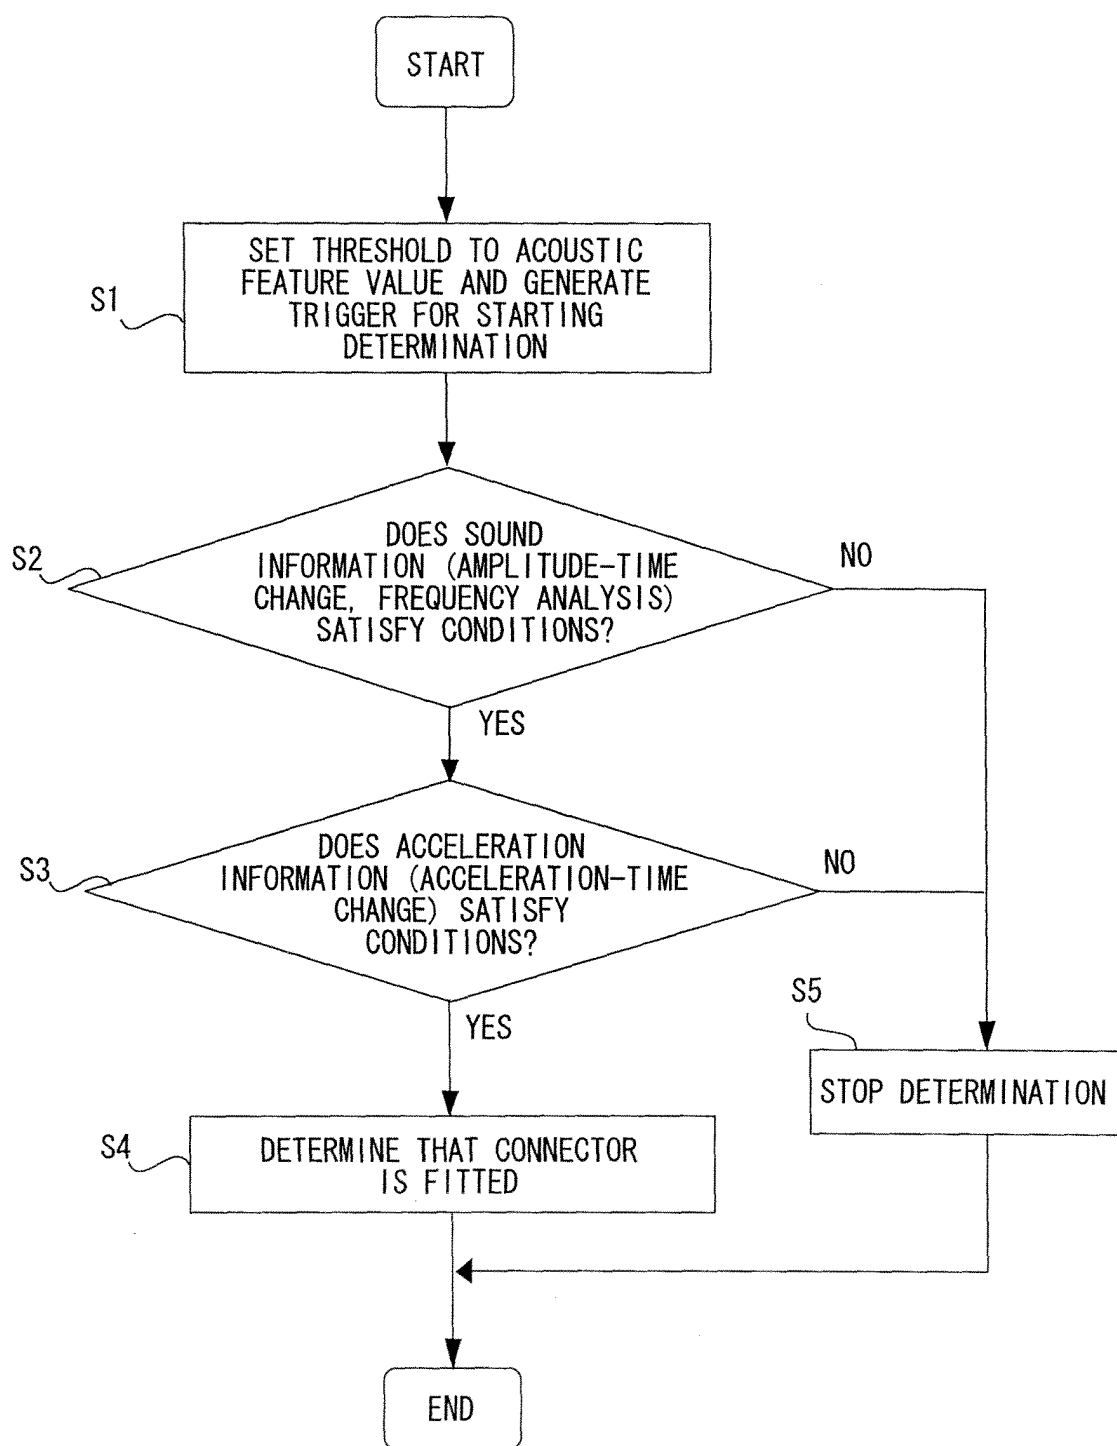 START
S1
SET THRESHOLD TO ACOUSTIC
FEATURE VALUE AND GENERATE
TRIGGER FOR STARTING
DETERMINATION
S2
DOES SOUND
INFORMATION (AMPLITUDE-TIME
CHANGE, FREQUENCY ANALYSIS)
SATISFY CONDITIONS?
NO
YES
S3
DOES ACCELERATION
INFORMATION (ACCELERATION-TIME
CHANGE) SATISFY
CONDITIONS?
NO
YES
S5
STOP DETERMINATION
S4
DETERMINE THAT CONNECTOR
IS FITTED
END